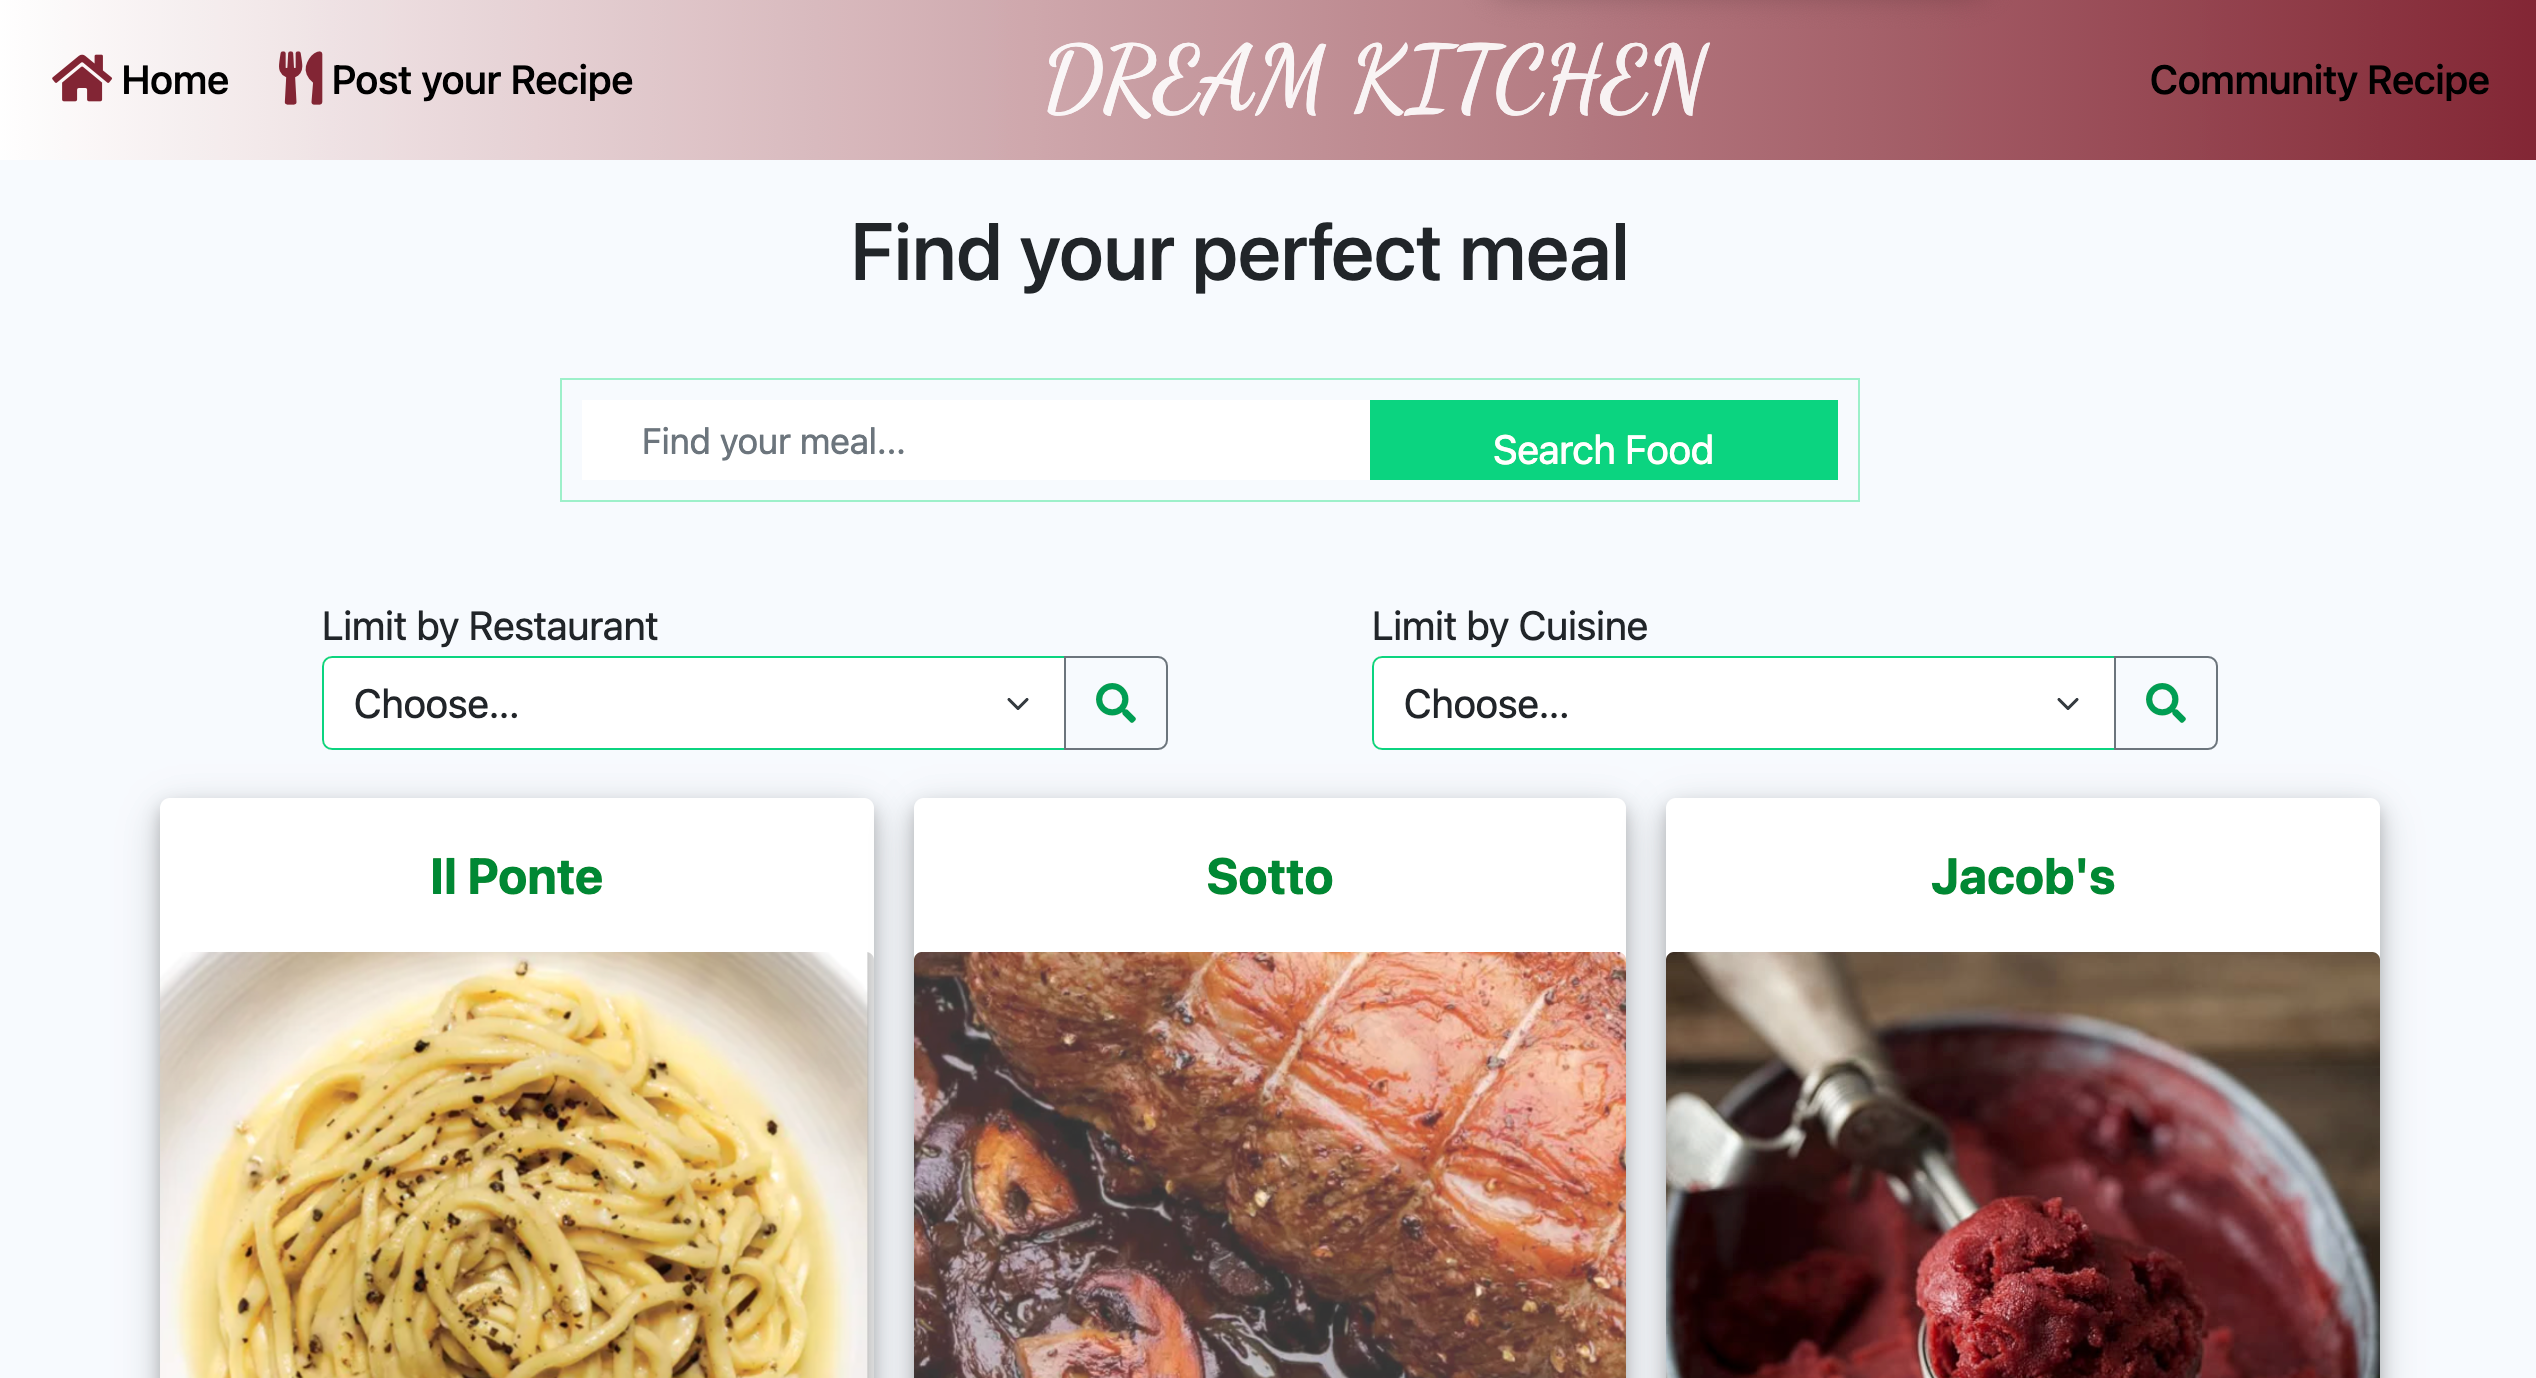 Home
Post your Recipe
DREAM KITCHEN
Community Recipe
Find your perfect meal
Find your meal...
Search Food
Limit by Restaurant
Limit by Cuisine
Choose...
Choose...
Il Ponte
Sotto
Jacob's